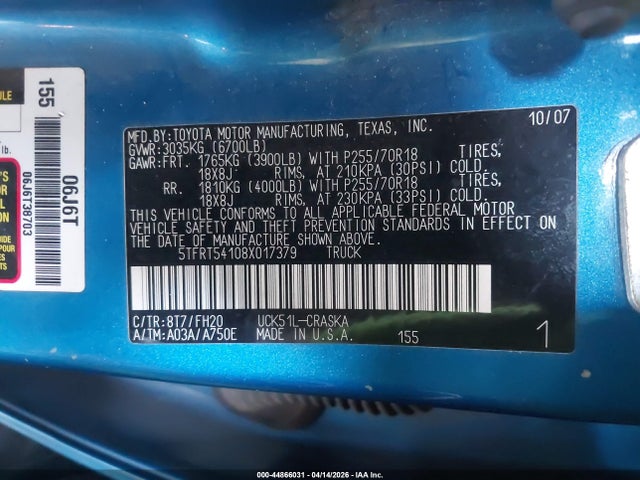 MFD.BY:TOYOTA MOTOR MANUFACTURING, TEXAS, INC. 10/07
GVWR:3035KG (6700LB)
GAWR:FRT. 1765KG (3900LB) WITH P255/70R18 TIRES,
18X8J RIMS, AT 210KPA (30PSI) COLD.
RR. 1810KG (4000LB) WITH P255/70R18 TIRES,
18X8J RIMS, AT 230KPA (33PSI) COLD.
THIS VEHICLE CONFORMS TO ALL APPLICABLE FEDERAL MOTOR
VEHICLE SAFETY AND THEFT PREVENTION STANDARDS IN EFFECT ON
THE DATE OF MANUFACTURE SHOWN ABOVE.
5TFRT54108X017379 TRUCK
C/TR:8T7/FH20 UCK51L-CRASKA
A/TM:A03A/A750E MADE IN U.S.A. 155 1
155
06J6T
06J6T38703
lb.
000-44866031 - 04/14/2026 - IAA Inc.